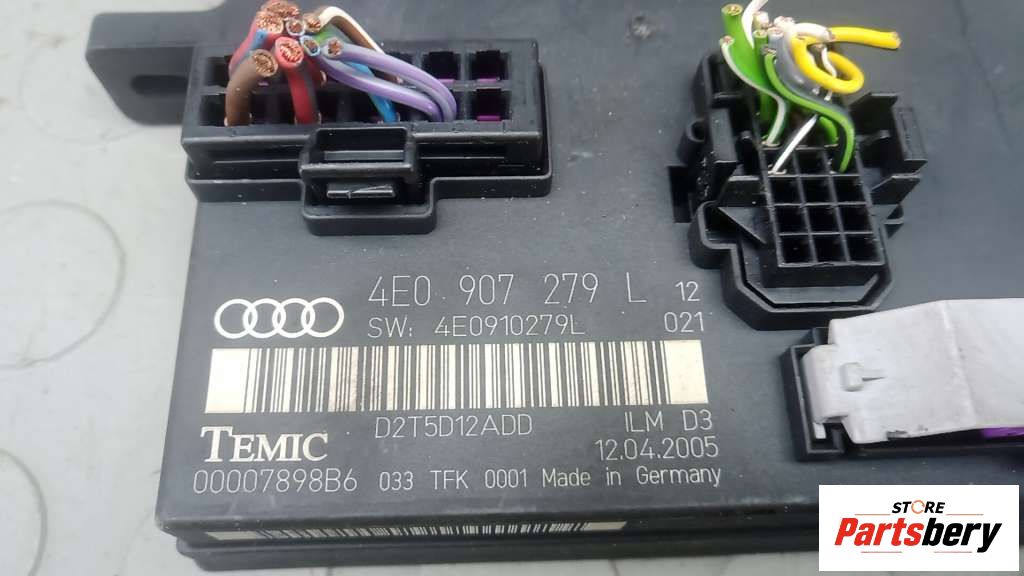 4E0 907 279 L 12
SW: 4E0910279L 021
D2T5D12ADD ILM D3
TEMIC 12.04.2005
00007898B6 033 TFK 0001 Made in Germany
STORE
Partsbery